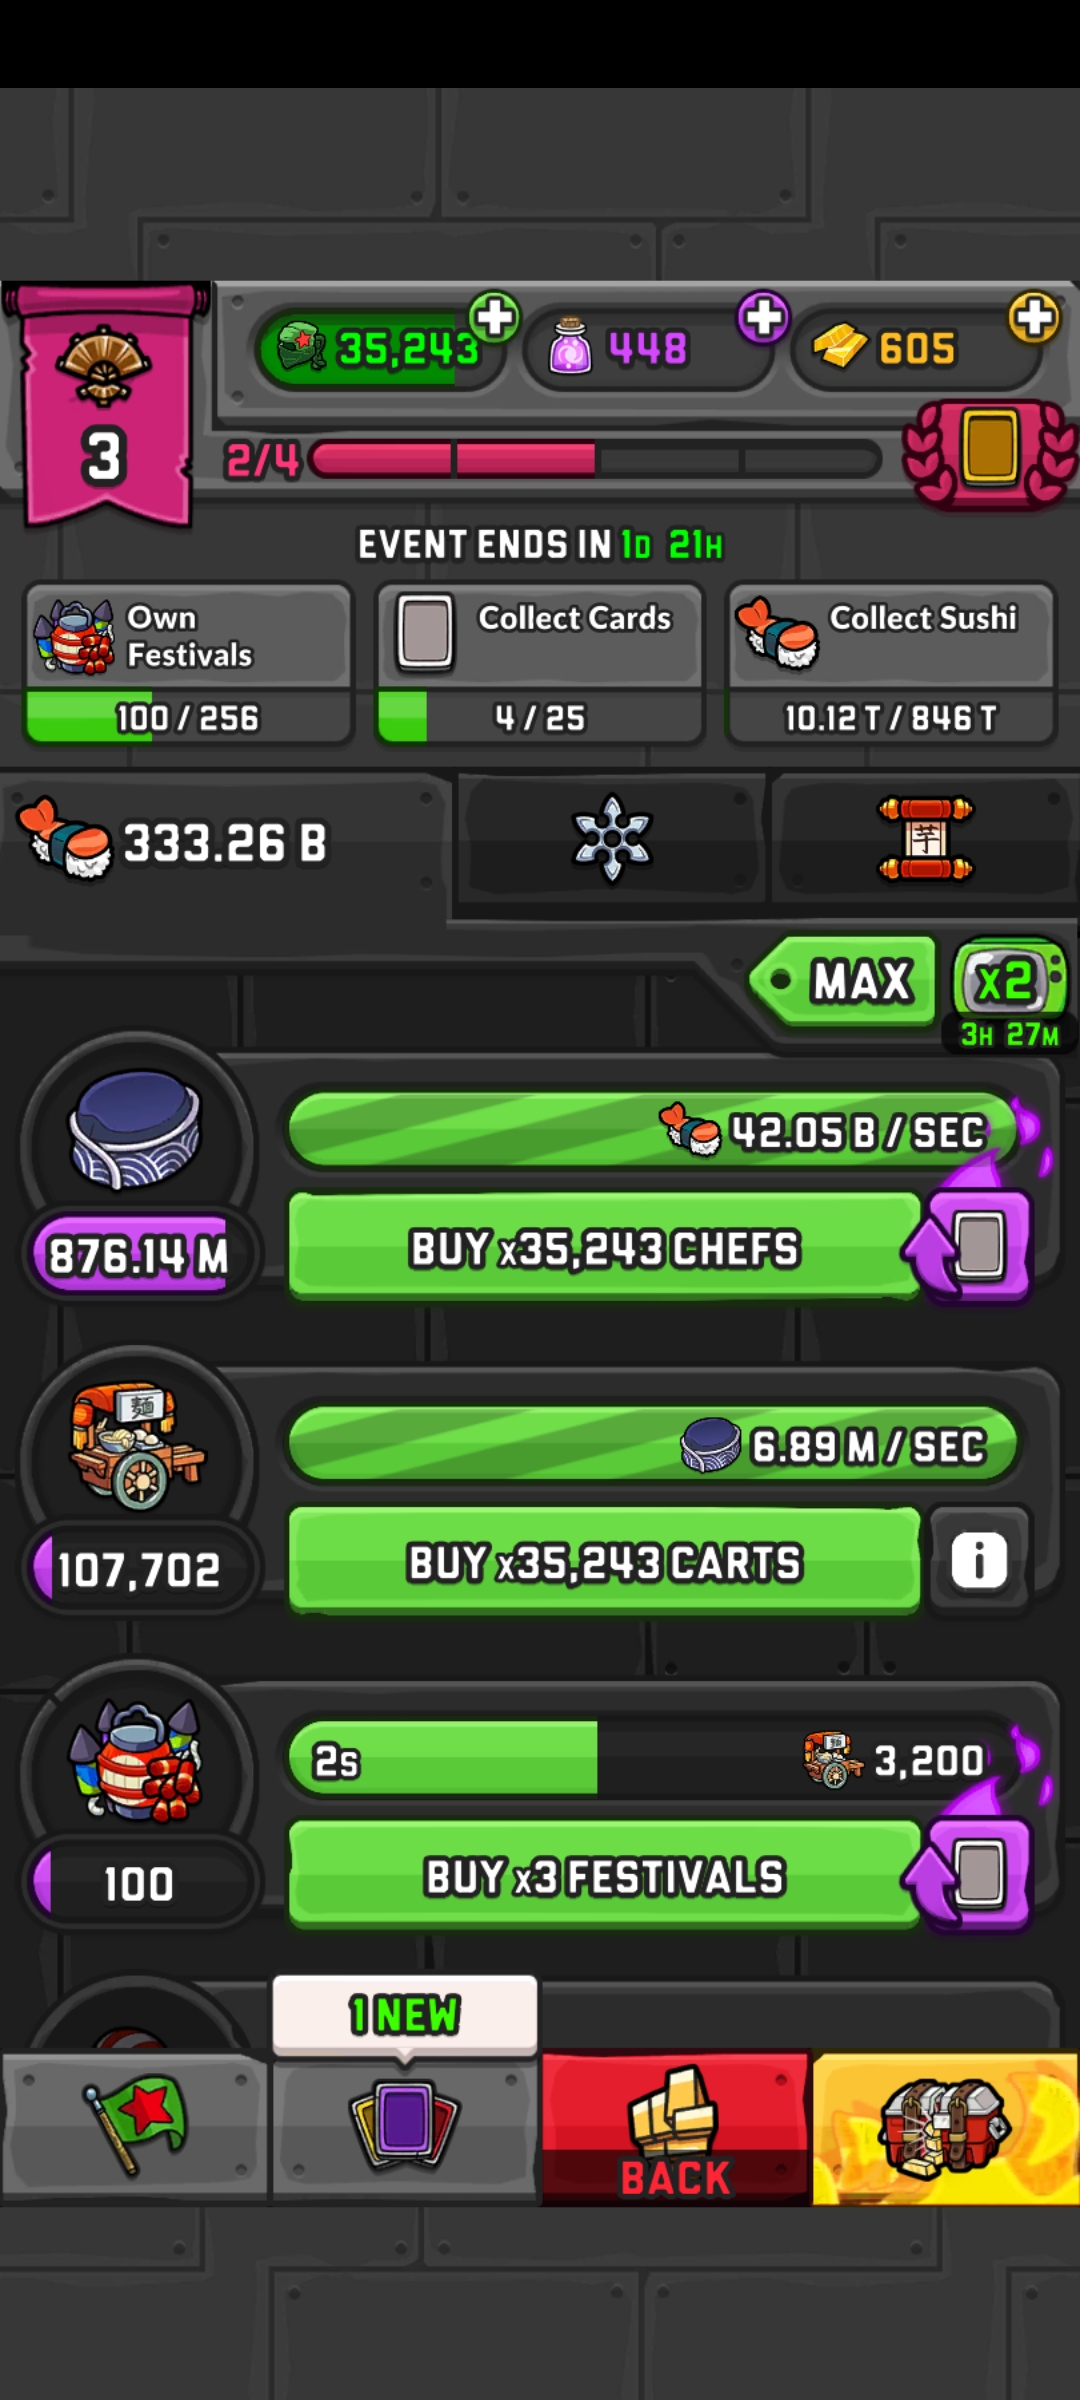 35,243
448
605
3
2/4
EVENT ENDS IN 1D 21H
Own
Festivals
100 / 256
Collect Cards
4 / 25
Collect Sushi
10.12 T / 846 T
333.26 B
芋
MAX
x2
3H 27M
42.05 B / SEC
876.14 M
BUY x35,243 CHEFS
麺
6.89 M / SEC
107,702
BUY x35,243 CARTS
i
2s
3,200
100
BUY x3 FESTIVALS
1 NEW
BACK